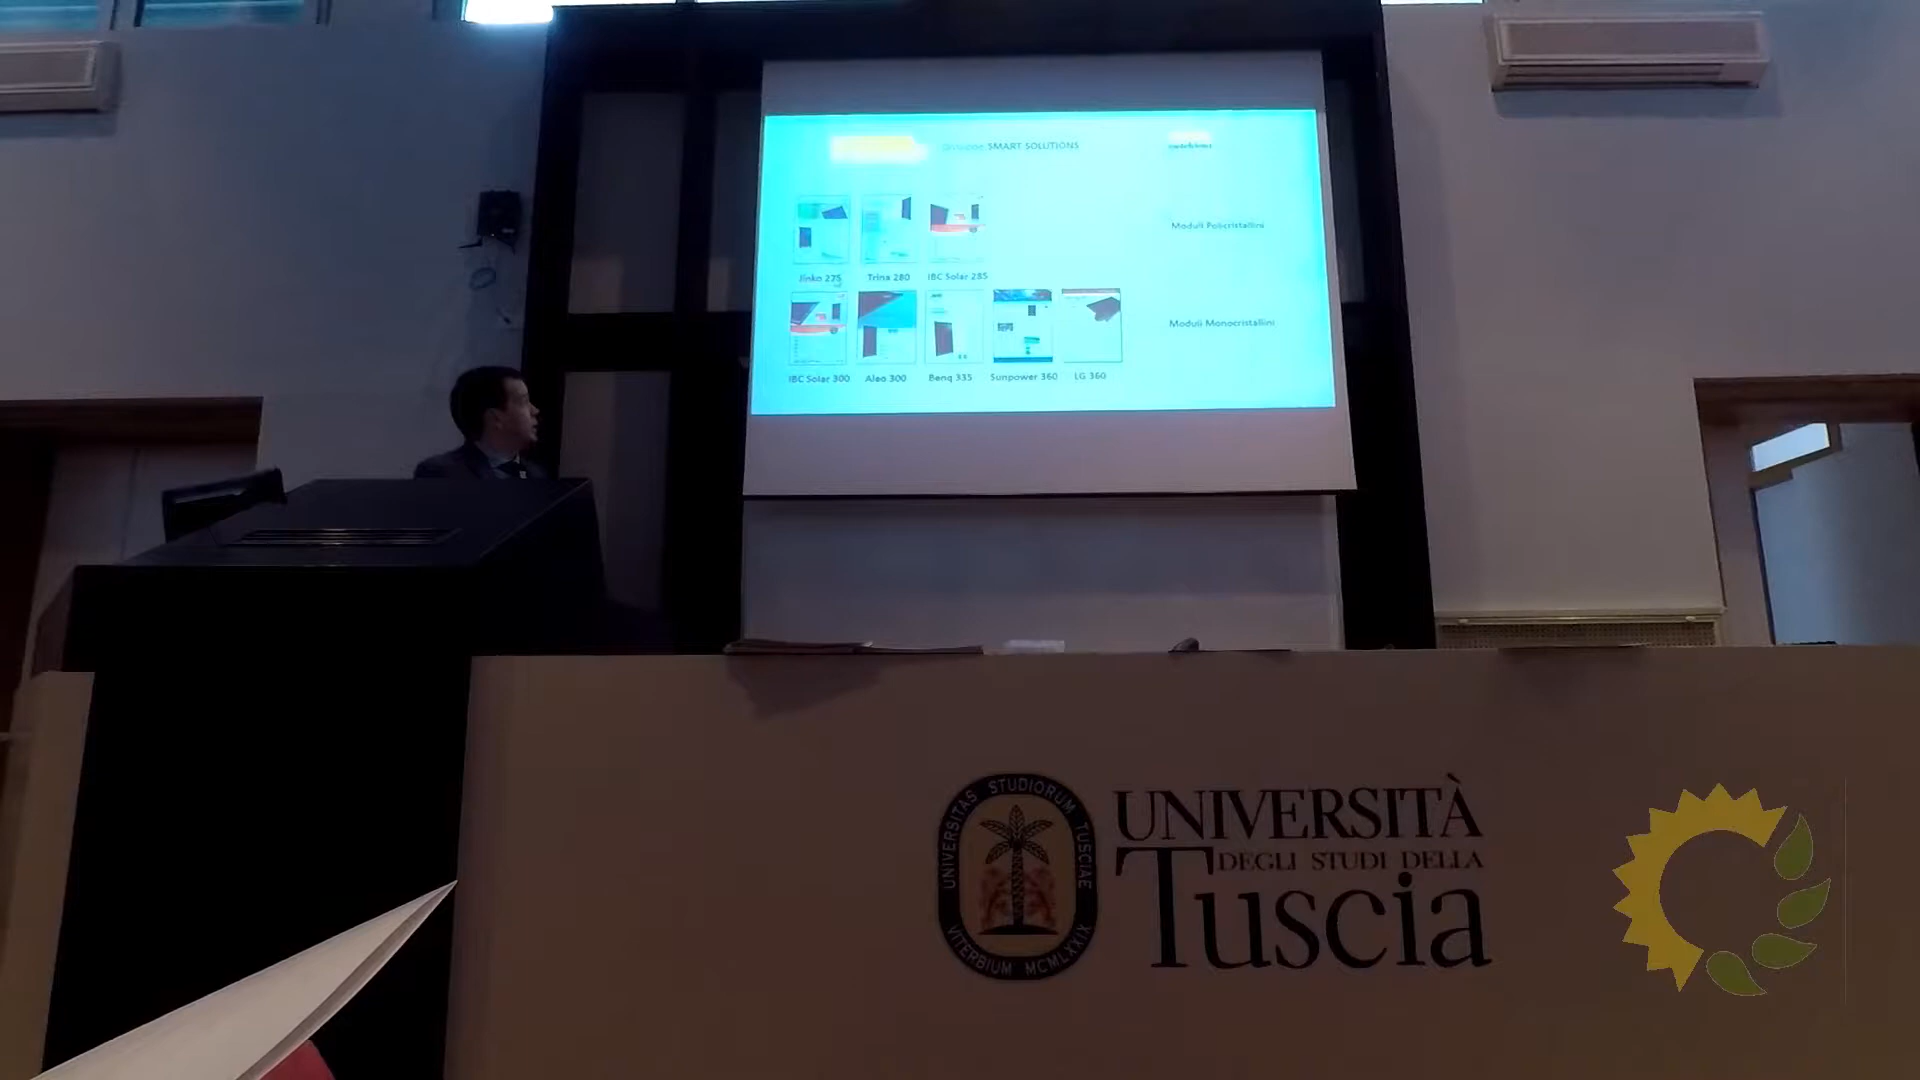 Divisione SMART SOLUTIONS
Moduli Policristallini
Jinko 275
Trina 280
IBC Solar 285
Moduli Monocristallini
IBC Solar 300
Aleo 300
Benq 335
Sunpower 360
LG 360
UNIVERSITAS STUDIORUM TUSCIAE
VITERBIUM MCMLXXIX
UNIVERSITÀ
DEGLI STUDI DELLA
Tuscia